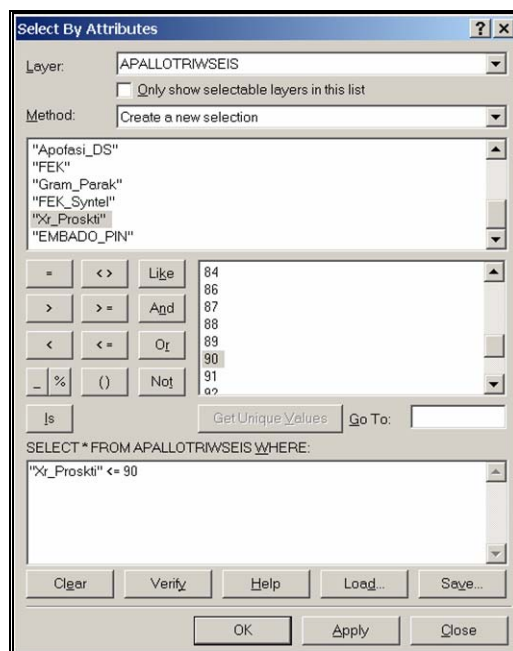 Select By Attributes
Layer: APALLOTRIWSEIS
Only show selectable layers in this list
Method: Create a new selection
"Apofasi_DS"
"FEK"
"Gram_Parak"
"FEK_Syntel"
"Xr_Proskti"
"EMBADO_PIN"
= <> Like
> >= And
< <= Or
_ % () Not
Is
84
86
87
88
89
90
91
92
Get Unique Values Go To:
SELECT * FROM APALLOTRIWSEIS WHERE:
"Xr_Proskti" <= 90
Clear Verify Help Load... Save...
OK Apply Close